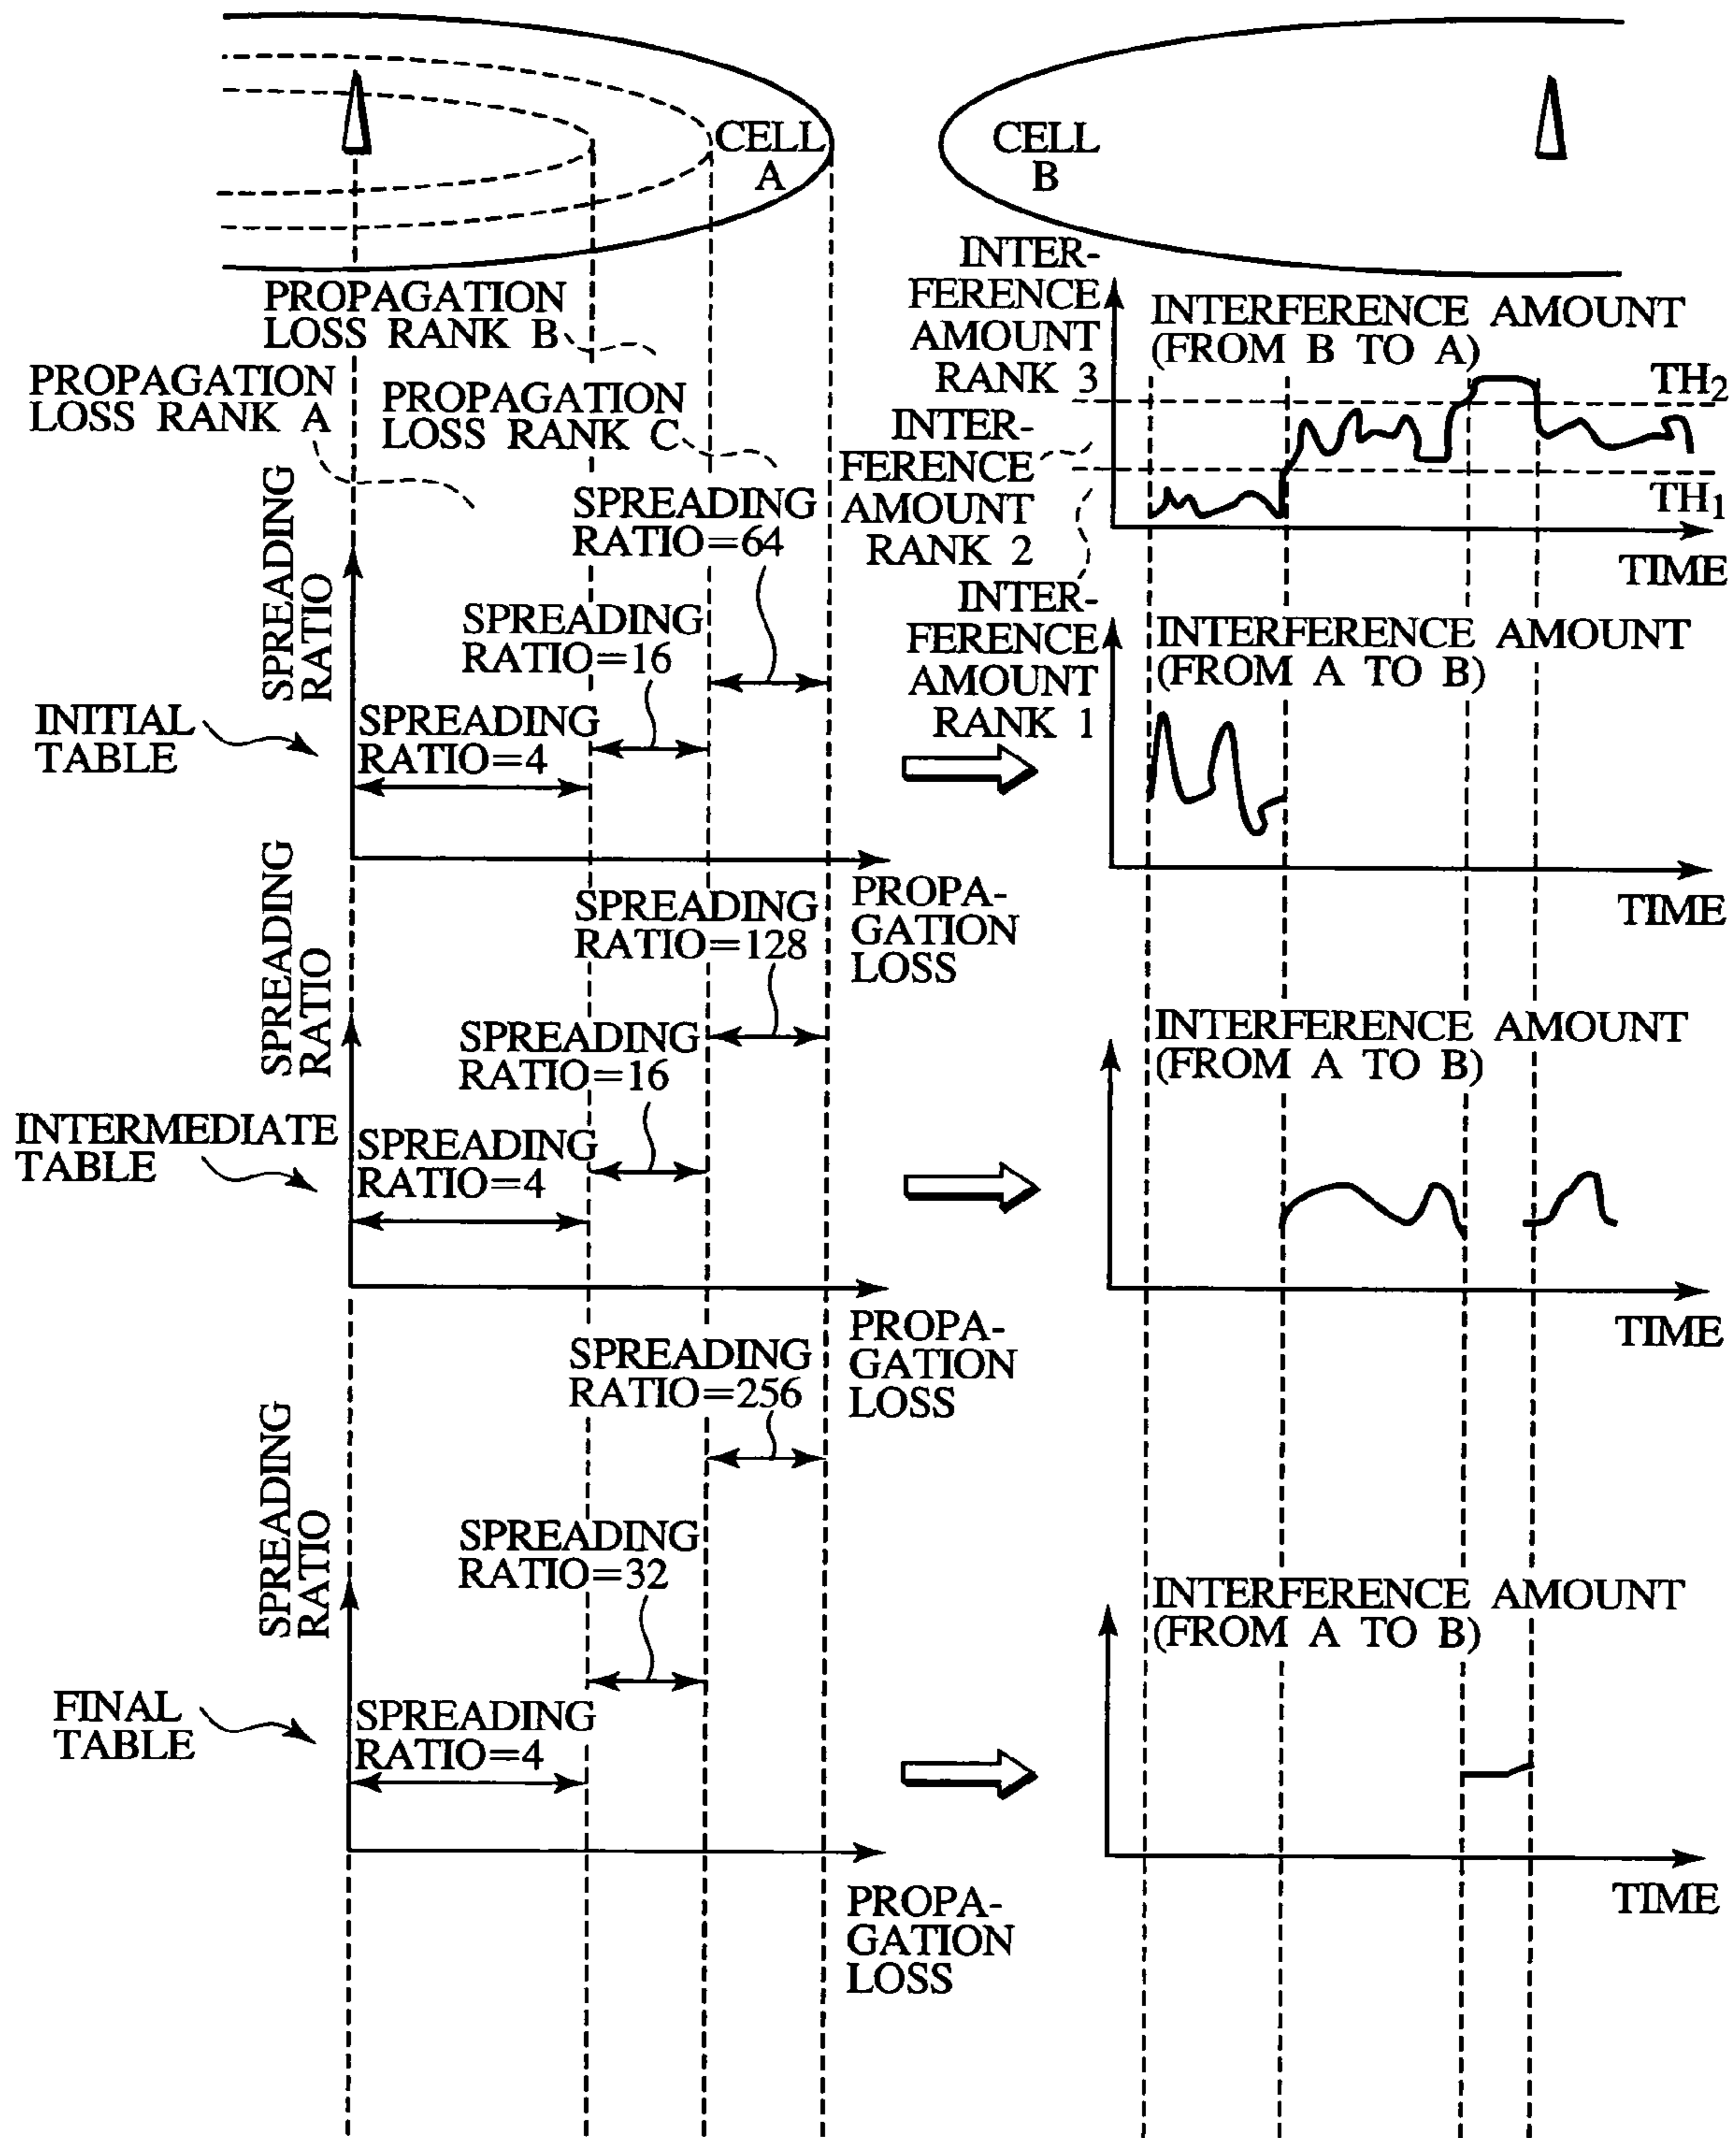 CELL
A
CELL
B
PROPAGATION
LOSS RANK B
PROPAGATION
LOSS RANK A
PROPAGATION
LOSS RANK C
INTER-
FERENCE
AMOUNT
RANK 3
INTER-
FERENCE
AMOUNT
RANK 2
INTER-
FERENCE
AMOUNT
RANK 1
INTERFERENCE AMOUNT
(FROM B TO A)
TH2
TH1
TIME
SPREADING
RATIO
SPREADING
RATIO=64
SPREADING
RATIO=16
SPREADING
RATIO=4
INITIAL
TABLE
PROPA-
GATION
LOSS
INTERFERENCE AMOUNT
(FROM A TO B)
TIME
SPREADING
RATIO
SPREADING
RATIO=128
SPREADING
RATIO=16
SPREADING
RATIO=4
INTERMEDIATE
TABLE
PROPA-
GATION
LOSS
INTERFERENCE AMOUNT
(FROM A TO B)
TIME
SPREADING
RATIO
SPREADING
RATIO=256
SPREADING
RATIO=32
SPREADING
RATIO=4
FINAL
TABLE
PROPA-
GATION
LOSS
INTERFERENCE AMOUNT
(FROM A TO B)
TIME